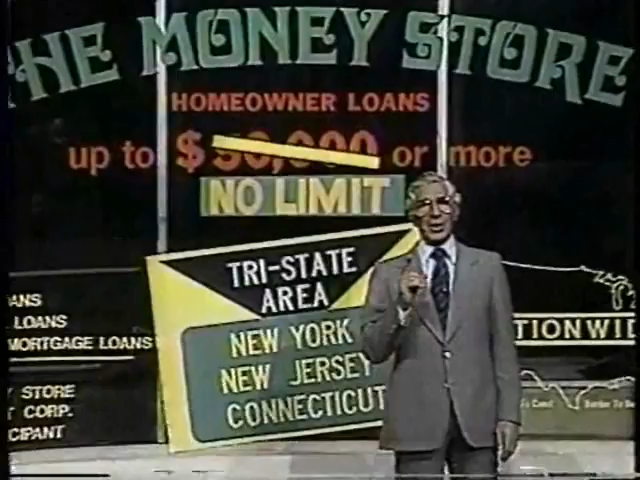 THE MONEY STORE
HOMEOWNER LOANS
up to $50,000 or more
NO LIMIT
TRI-STATE
AREA
NEW YORK
NEW JERSEY
CONNECTICUT
ANS
LOANS
MORTGAGE LOANS
STORE
CORP.
CIPANT
TIONWI